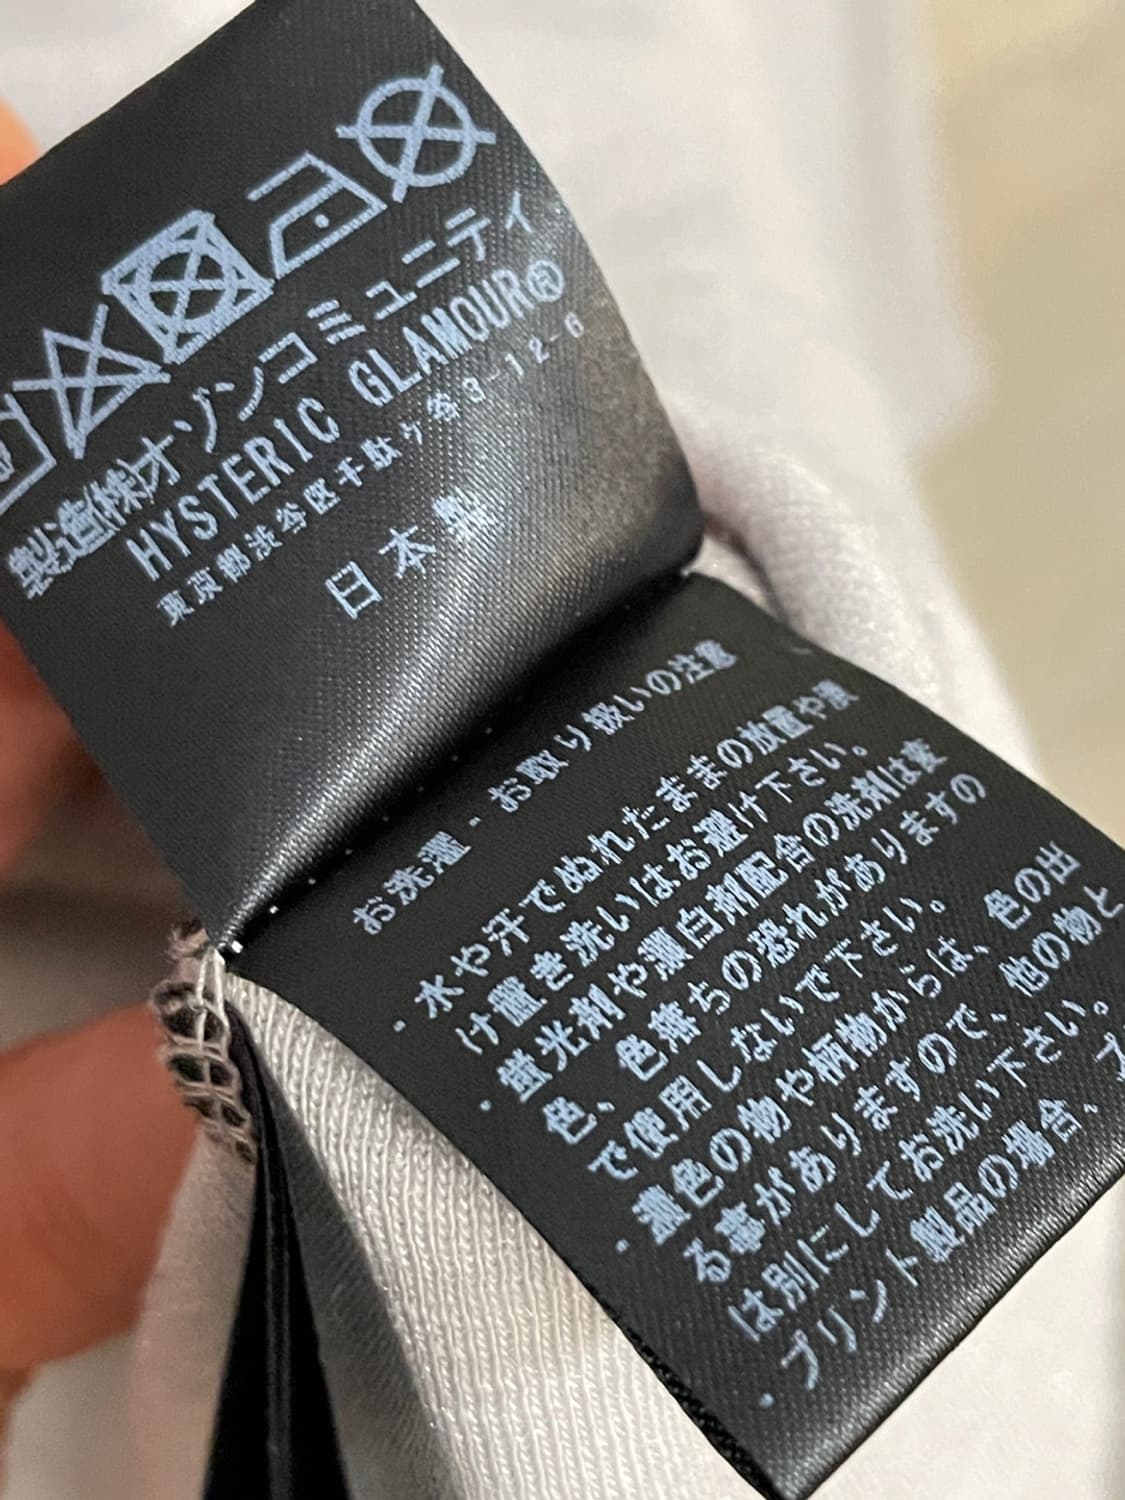 製造(株)オゾンコミュニティ
HYSTERIC GLAMOUR®
東京都渋谷区千駄ヶ谷3-12-6
日本製
お洗濯・お取り扱いの注意
・水や汗でぬれたままの放置や漬
け置き洗いはお避け下さい。
・蛍光剤や漂白剤配合の洗剤は変
色、色落ちの恐れがありますの
で使用しないで下さい。
・濃色の物や柄物からは、色の出
る事がありますので、他の物と
は別にしてお洗い下さい。
・プリント製品の場合、